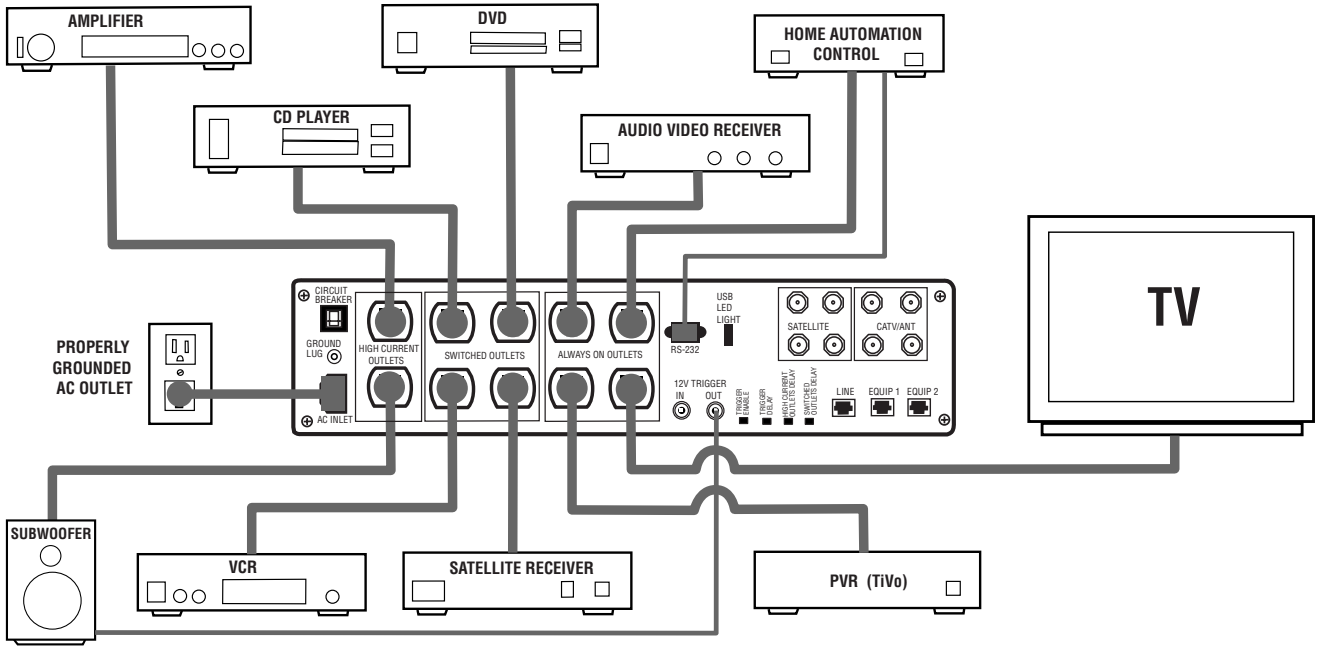 AMPLIFIER
DVD
HOME AUTOMATION
CONTROL
CD PLAYER
AUDIO VIDEO RECEIVER
TV
CIRCUIT
BREAKER
GROUND
LUG
HIGH CURRENT
OUTLETS
SWITCHED OUTLETS
ALWAYS ON OUTLETS
RS-232
USB
LED
LIGHT
SATELLITE
CATV/ANT
PROPERLY
GROUNDED
AC OUTLET
AC INLET
12V TRIGGER
IN
OUT
TRIGGER
ENABLE
TRIGGER
DELAY
HIGH CURRENT
OUTLETS DELAY
SWITCHED
OUTLETS DELAY
LINE
EQUIP 1
EQUIP 2
SUBWOOFER
VCR
SATELLITE RECEIVER
PVR (TiVo)